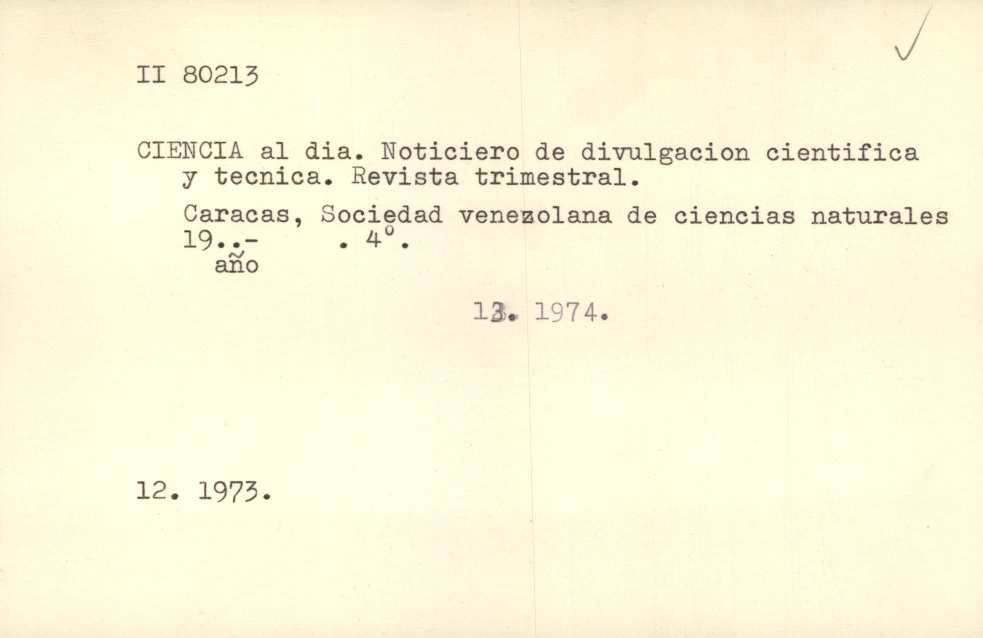 II 80213
CIENCIA al dia. Noticiero de divulgacion cientifica
y tecnica. Revista trimestral.
Caracas, Sociedad venezolana de ciencias naturales
19..- . 4º.
año
13. 1974.
12. 1973.